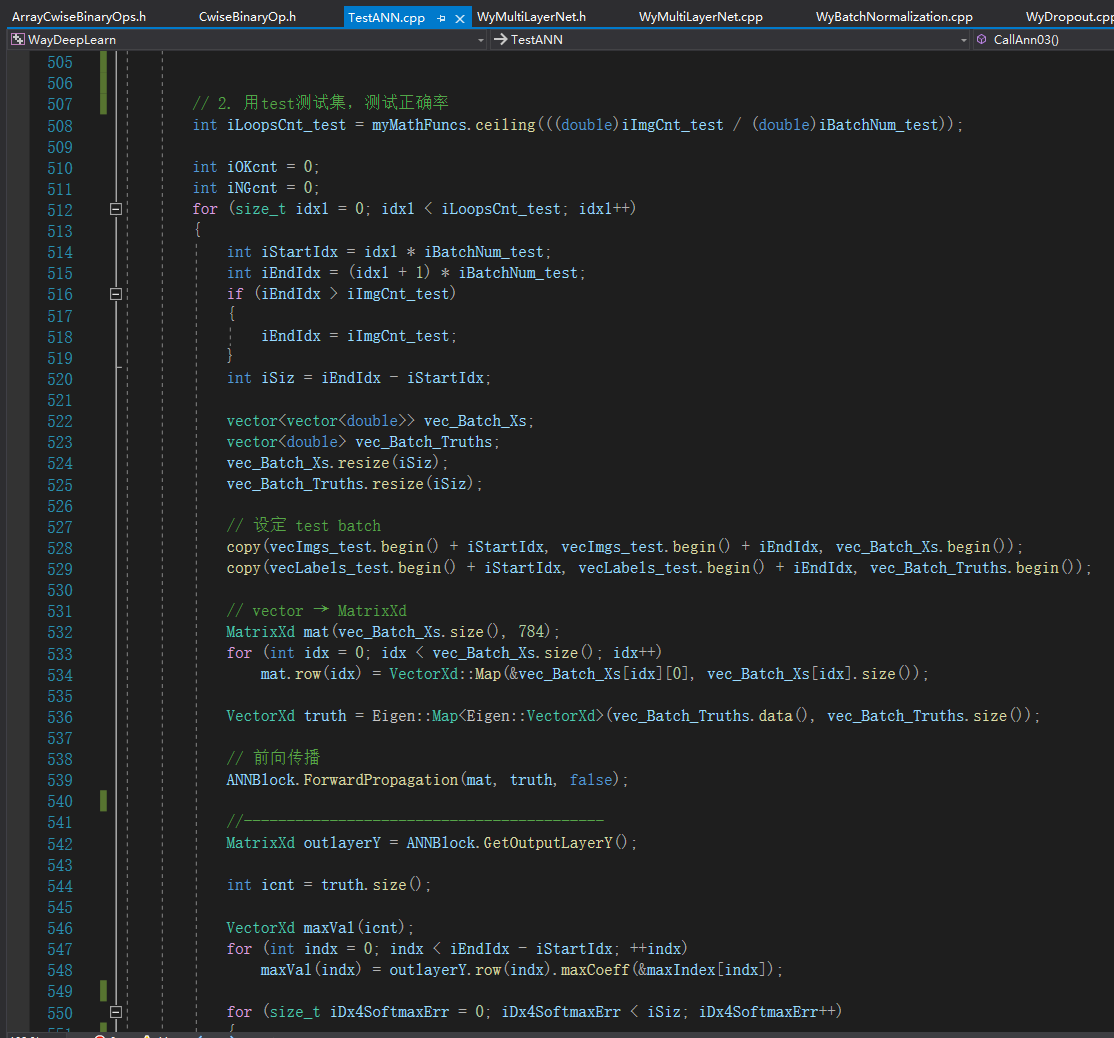 ArrayCwiseBinaryOps.h CwiseBinaryOp.h TestANN.cpp WyMultiLayerNet.h WyMultiLayerNet.cpp WyBatchNormalization.cpp WyDropout.cpp
WayDeepLearn TestANN CallAnn03()
505
506
507 // 2. 用test测试集，测试正确率
508 int iLoopsCnt_test = myMathFuncs.ceiling(((double)iImgCnt_test / (double)iBatchNum_test));
509
510 int iOKcnt = 0;
511 int iNGcnt = 0;
512 for (size_t idx1 = 0; idx1 < iLoopsCnt_test; idx1++)
513 {
514 int iStartIdx = idx1 * iBatchNum_test;
515 int iEndIdx = (idx1 + 1) * iBatchNum_test;
516 if (iEndIdx > iImgCnt_test)
517 {
518 iEndIdx = iImgCnt_test;
519 }
520 int iSiz = iEndIdx - iStartIdx;
521
522 vector<vector<double>> vec_Batch_Xs;
523 vector<double> vec_Batch_Truths;
524 vec_Batch_Xs.resize(iSiz);
525 vec_Batch_Truths.resize(iSiz);
526
527 // 设定 test batch
528 copy(vecImgs_test.begin() + iStartIdx, vecImgs_test.begin() + iEndIdx, vec_Batch_Xs.begin());
529 copy(vecLabels_test.begin() + iStartIdx, vecLabels_test.begin() + iEndIdx, vec_Batch_Truths.begin());
530
531 // vector → MatrixXd
532 MatrixXd mat(vec_Batch_Xs.size(), 784);
533 for (int idx = 0; idx < vec_Batch_Xs.size(); idx++)
534 mat.row(idx) = VectorXd::Map(&vec_Batch_Xs[idx][0], vec_Batch_Xs[idx].size());
535
536 VectorXd truth = Eigen::Map<Eigen::VectorXd>(vec_Batch_Truths.data(), vec_Batch_Truths.size());
537
538 // 前向传播
539 ANNBlock.ForwardPropagation(mat, truth, false);
540
541 //------------------------------------------
542 MatrixXd outlayerY = ANNBlock.GetOutputLayerY();
543
544 int icnt = truth.size();
545
546 VectorXd maxVal(icnt);
547 for (int indx = 0; indx < iEndIdx - iStartIdx; ++indx)
548 maxVal(indx) = outlayerY.row(indx).maxCoeff(&maxIndex[indx]);
549
550 for (size_t iDx4SoftmaxErr = 0; iDx4SoftmaxErr < iSiz; iDx4SoftmaxErr++)
551 {